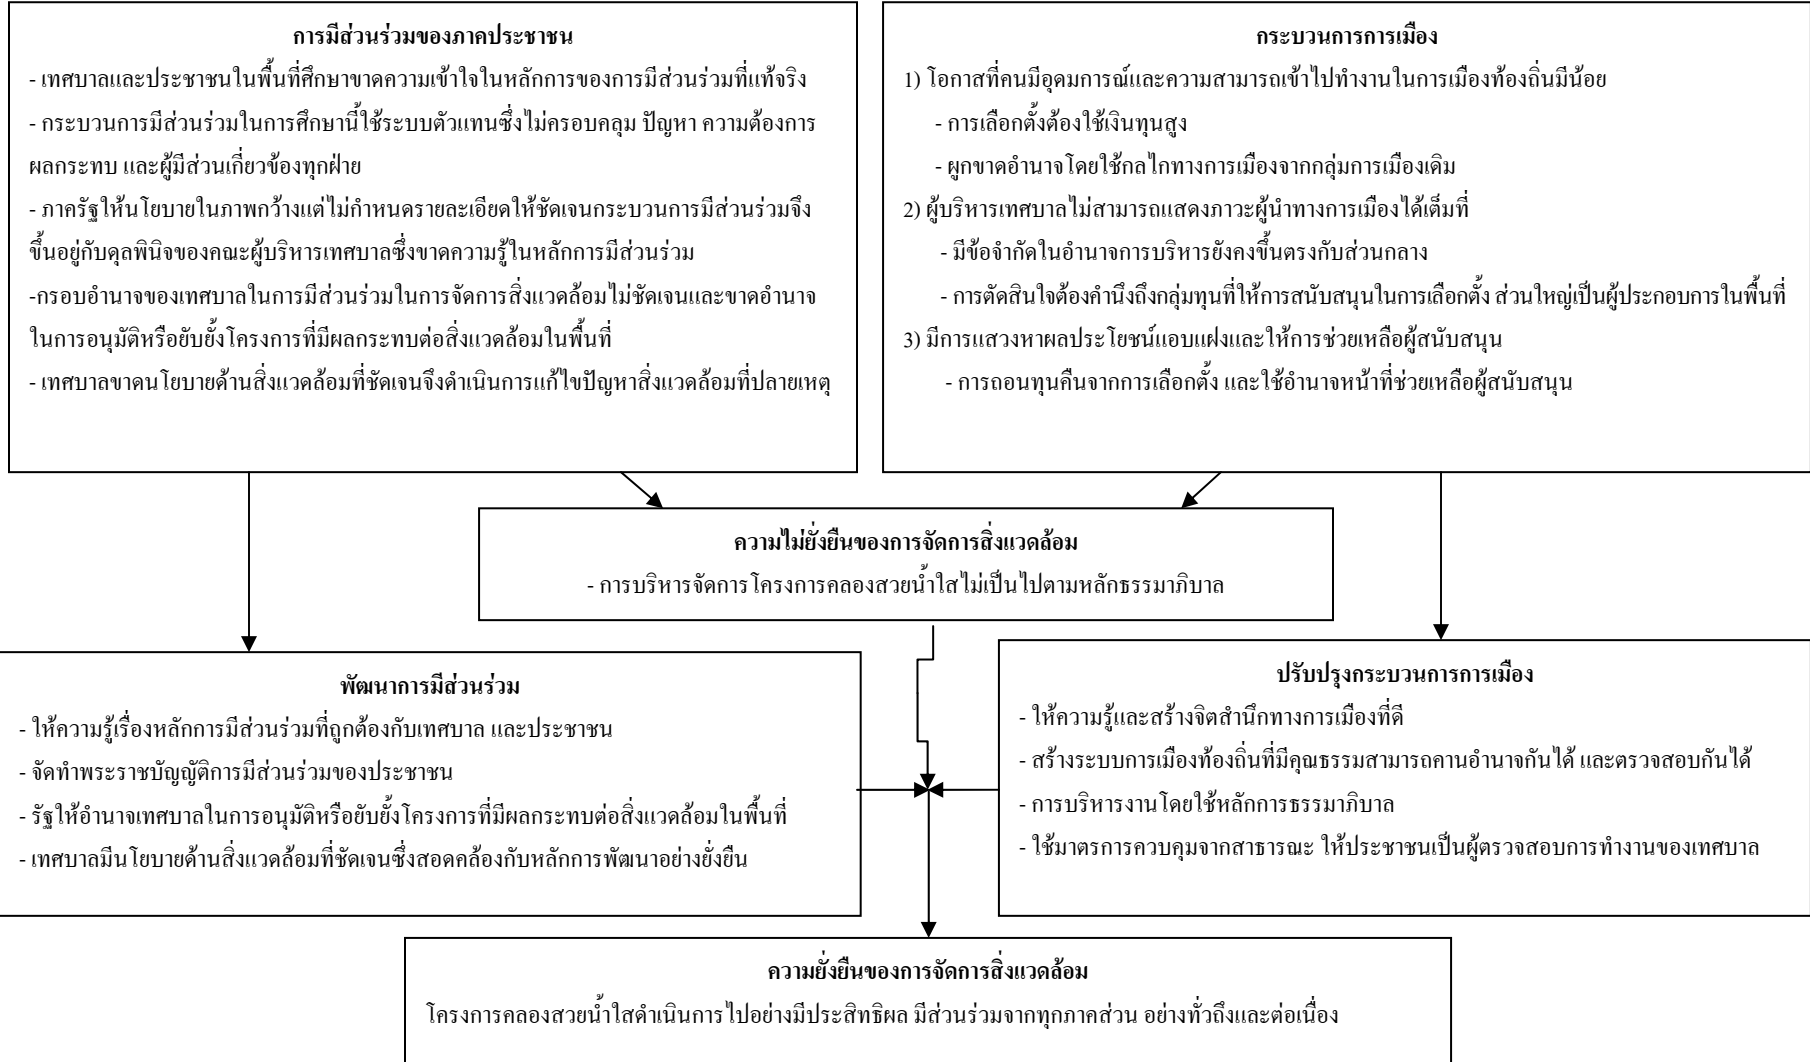 การมีส่วนร่วมของภาคประชาชน
- เทศบาลและประชาชนในพื้นที่ศึกษาขาดความเข้าใจในหลักการของการมีส่วนร่วมที่แท้จริง
- กระบวนการมีส่วนร่วมในการศึกษานี้ใช้ระบบตัวแทนซึ่งไม่ครอบคลุม ปัญหา ความต้องการ
ผลกระทบ และผู้มีส่วนเกี่ยวข้องทุกฝ่าย
- ภาครัฐให้นโยบายในภาพกว้างแต่ไม่กำหนดรายละเอียดให้ชัดเจนกระบวนการมีส่วนร่วมจึง
ขึ้นอยู่กับดุลพินิจของคณะผู้บริหารเทศบาลซึ่งขาดความรู้ในหลักการมีส่วนร่วม
-กรอบอำนาจของเทศบาลในการมีส่วนร่วมในการจัดการสิ่งแวดล้อมไม่ชัดเจนและขาดอำนาจ
ในการอนุมัติหรือยับยั้งโครงการที่มีผลกระทบต่อสิ่งแวดล้อมในพื้นที่
- เทศบาลขาดนโยบายด้านสิ่งแวดล้อมที่ชัดเจนจึงดำเนินการแก้ไขปัญหาสิ่งแวดล้อมที่ปลายเหตุ
กระบวนการการเมือง
1) โอกาสที่คนมีอุดมการณ์และความสามารถเข้าไปทำงานในการเมืองท้องถิ่นมีน้อย
- การเลือกตั้งต้องใช้เงินทุนสูง
- ผูกขาดอำนาจโดยใช้กลไกทางการเมืองจากกลุ่มการเมืองเดิม
2) ผู้บริหารเทศบาลไม่สามารถแสดงภาวะผู้นำทางการเมืองได้เต็มที่
- มีข้อจำกัดในอำนาจการบริหารยังคงขึ้นตรงกับส่วนกลาง
- การตัดสินใจต้องคำนึงถึงกลุ่มทุนที่ให้การสนับสนุนในการเลือกตั้ง ส่วนใหญ่เป็นผู้ประกอบการในพื้นที่
3) มีการแสวงหาผลประโยชน์แอบแฝงและให้การช่วยเหลือผู้สนับสนุน
- การถอนทุนคืนจากการเลือกตั้ง และใช้อำนาจหน้าที่ช่วยเหลือผู้สนับสนุน
ความไม่ยั่งยืนของการจัดการสิ่งแวดล้อม
- การบริหารจัดการโครงการคลองสวยน้ำใสไม่เป็นไปตามหลักธรรมาภิบาล
พัฒนาการมีส่วนร่วม
- ให้ความรู้เรื่องหลักการมีส่วนร่วมที่ถูกต้องกับเทศบาล และประชาชน
- จัดทำพระราชบัญญัติการมีส่วนร่วมของประชาชน
- รัฐให้อำนาจเทศบาลในการอนุมัติหรือยับยั้งโครงการที่มีผลกระทบต่อสิ่งแวดล้อมในพื้นที่
- เทศบาลมีนโยบายด้านสิ่งแวดล้อมที่ชัดเจนซึ่งสอดคล้องกับหลักการพัฒนาอย่างยั่งยืน
ปรับปรุงกระบวนการการเมือง
- ให้ความรู้และสร้างจิตสำนึกทางการเมืองที่ดี
- สร้างระบบการเมืองท้องถิ่นที่มีคุณธรรมสามารถคานอำนาจกันได้ และตรวจสอบกันได้
- การบริหารงานโดยใช้หลักการธรรมาภิบาล
- ใช้มาตรการควบคุมจากสาธารณะ ให้ประชาชนเป็นผู้ตรวจสอบการทำงานของเทศบาล
ความยั่งยืนของการจัดการสิ่งแวดล้อม
โครงการคลองสวยน้ำใสดำเนินการไปอย่างมีประสิทธิผล มีส่วนร่วมจากทุกภาคส่วน อย่างทั่วถึงและต่อเนื่อง